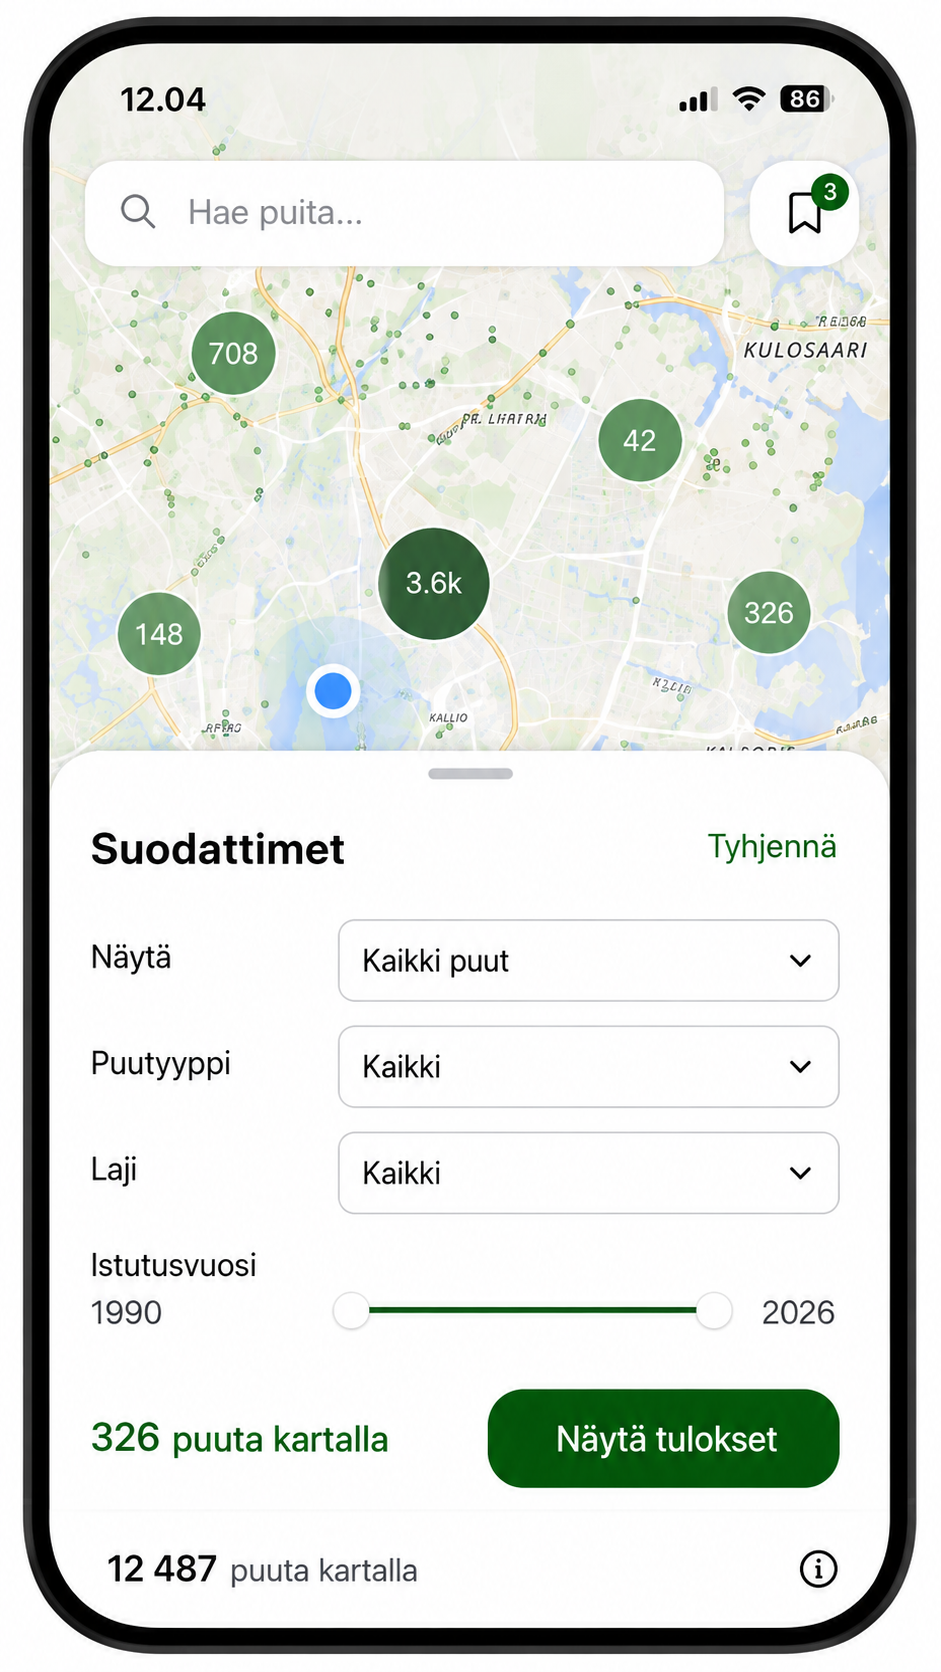 12.04
86
Hae puita...
3
KULOSAARI
708
42
3.6k
326
148
KALLIO
Suodattimet
Tyhjennä
Näytä
Kaikki puut
Puutyyppi
Kaikki
Laji
Kaikki
Istutusvuosi
1990
2026
326 puuta kartalla
Näytä tulokset
12 487 puuta kartalla